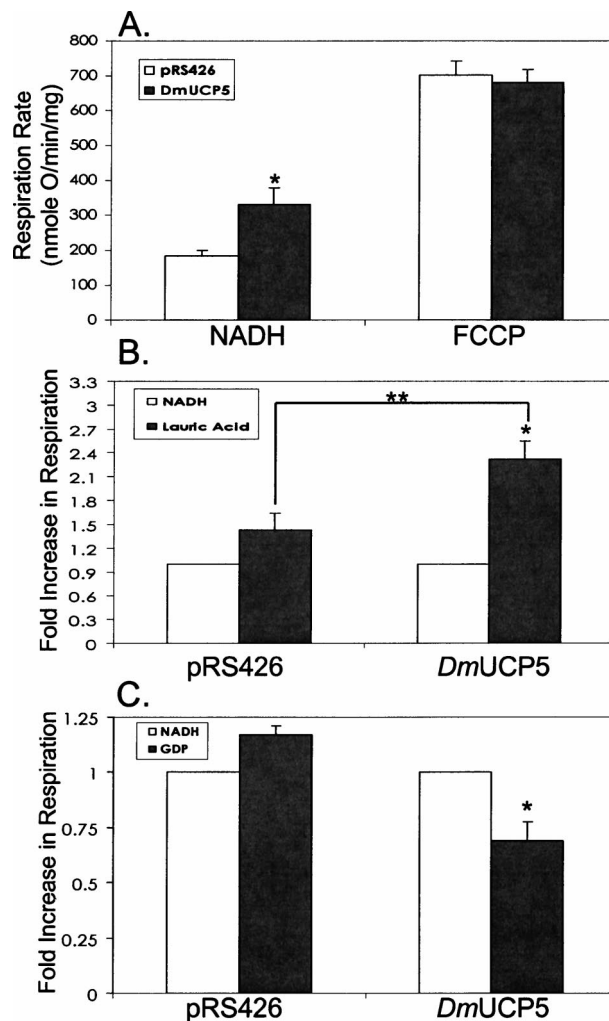 A.
Respiration Rate
(nmole O/min/mg)
800
700
600
500
400
300
200
100
0
pRS426
DmUCP5
*
NADH
FCCP
B.
Fold Increase in Respiration
3.3
3
2.7
2.4
2.1
1.8
1.5
1.2
0.9
0.6
0.3
0
NADH
Lauric Acid
**
*
pRS426
DmUCP5
C.
Fold Increase in Respiration
1.25
1
0.75
0.5
0.25
0
NADH
GDP
*
pRS426
DmUCP5